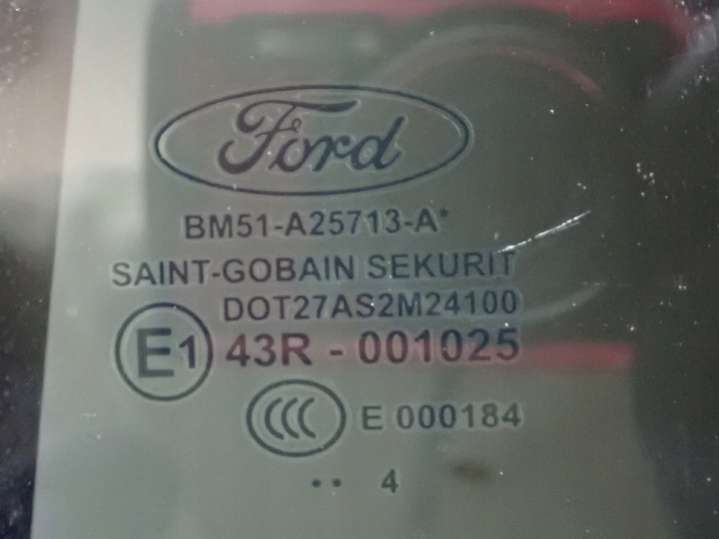 Ford
BM51-A25713-A*
SAINT-GOBAIN SEKURIT
DOT27AS2M24100
E1 43R - 001025
CCC E 000184
•• 4